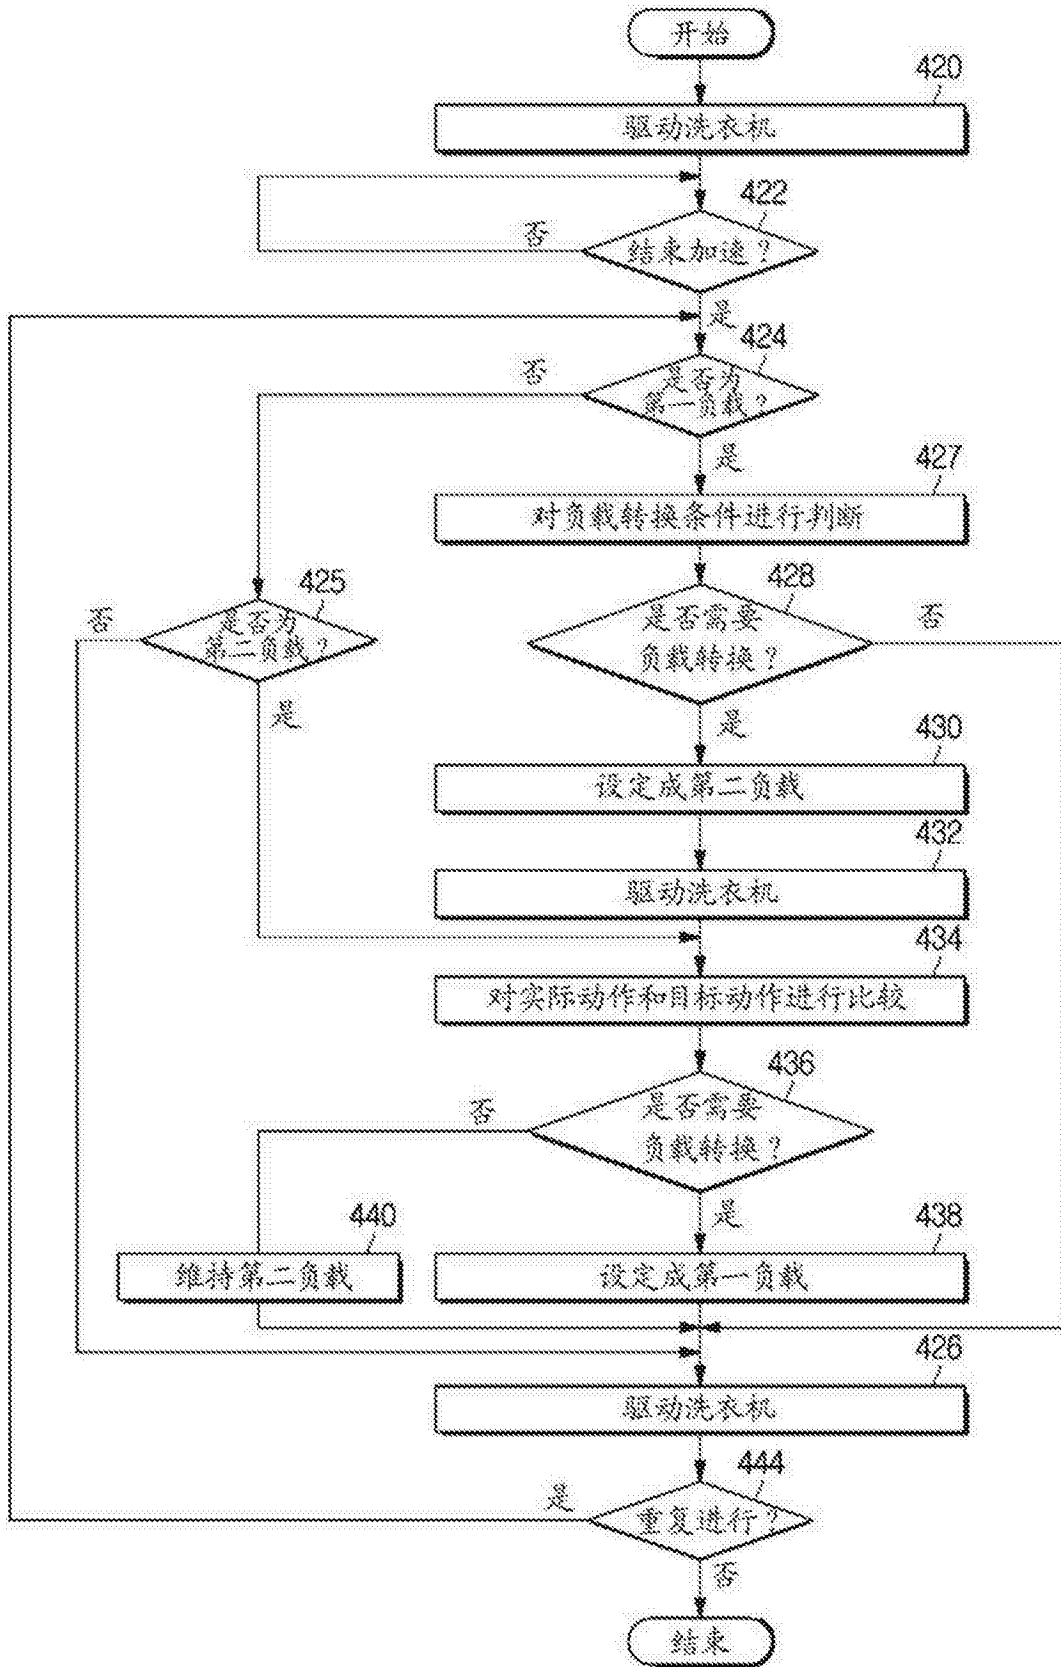 开始
420
驱动洗衣机
422
结束加速？
否
是
424
是否为
第一负载？
否
是
427
对负载转换条件进行判断
425
是否为
第二负载？
否
是
428
是否需要
负载转换？
否
是
430
设定成第二负载
432
驱动洗衣机
434
对实际动作和目标动作进行比较
436
是否需要
负载转换？
否
是
440
维持第二负载
438
设定成第一负载
426
驱动洗衣机
444
重复进行？
是
否
结束